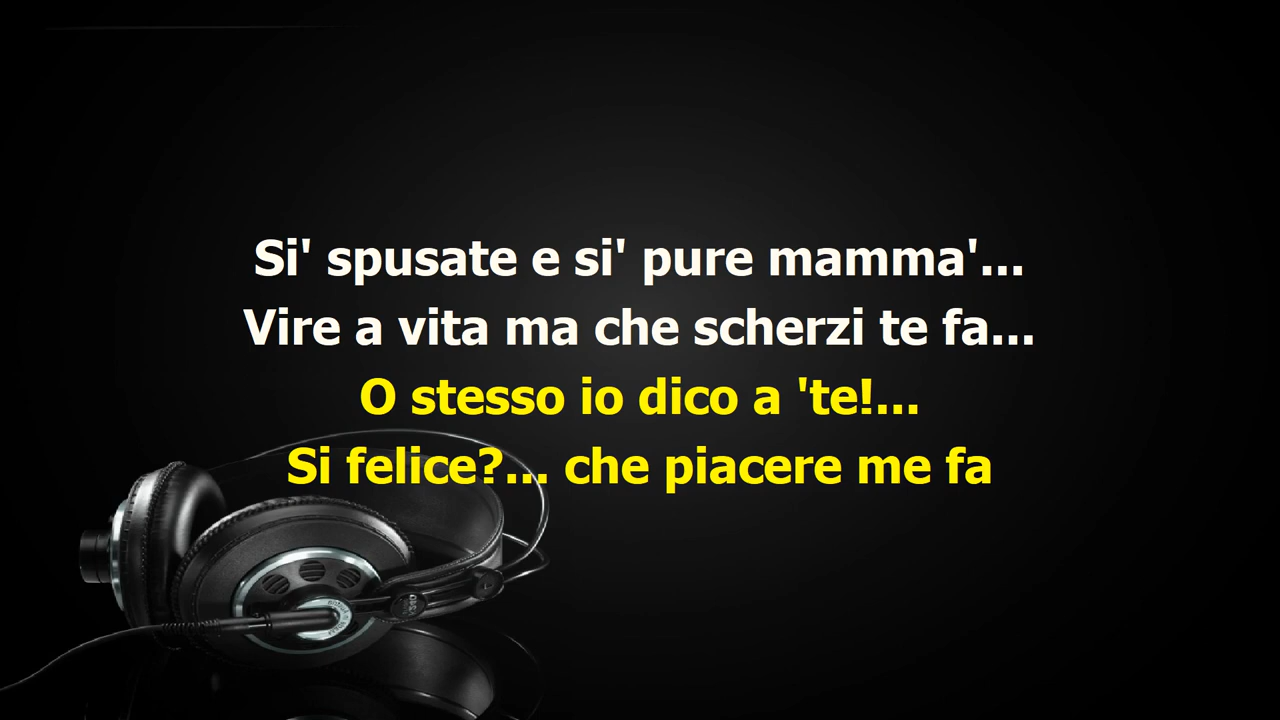 Si' spusate e si' pure mamma'...
Vire a vita ma che scherzi te fa...
O stesso io dico a 'te!...
Si felice?... che piacere me fa